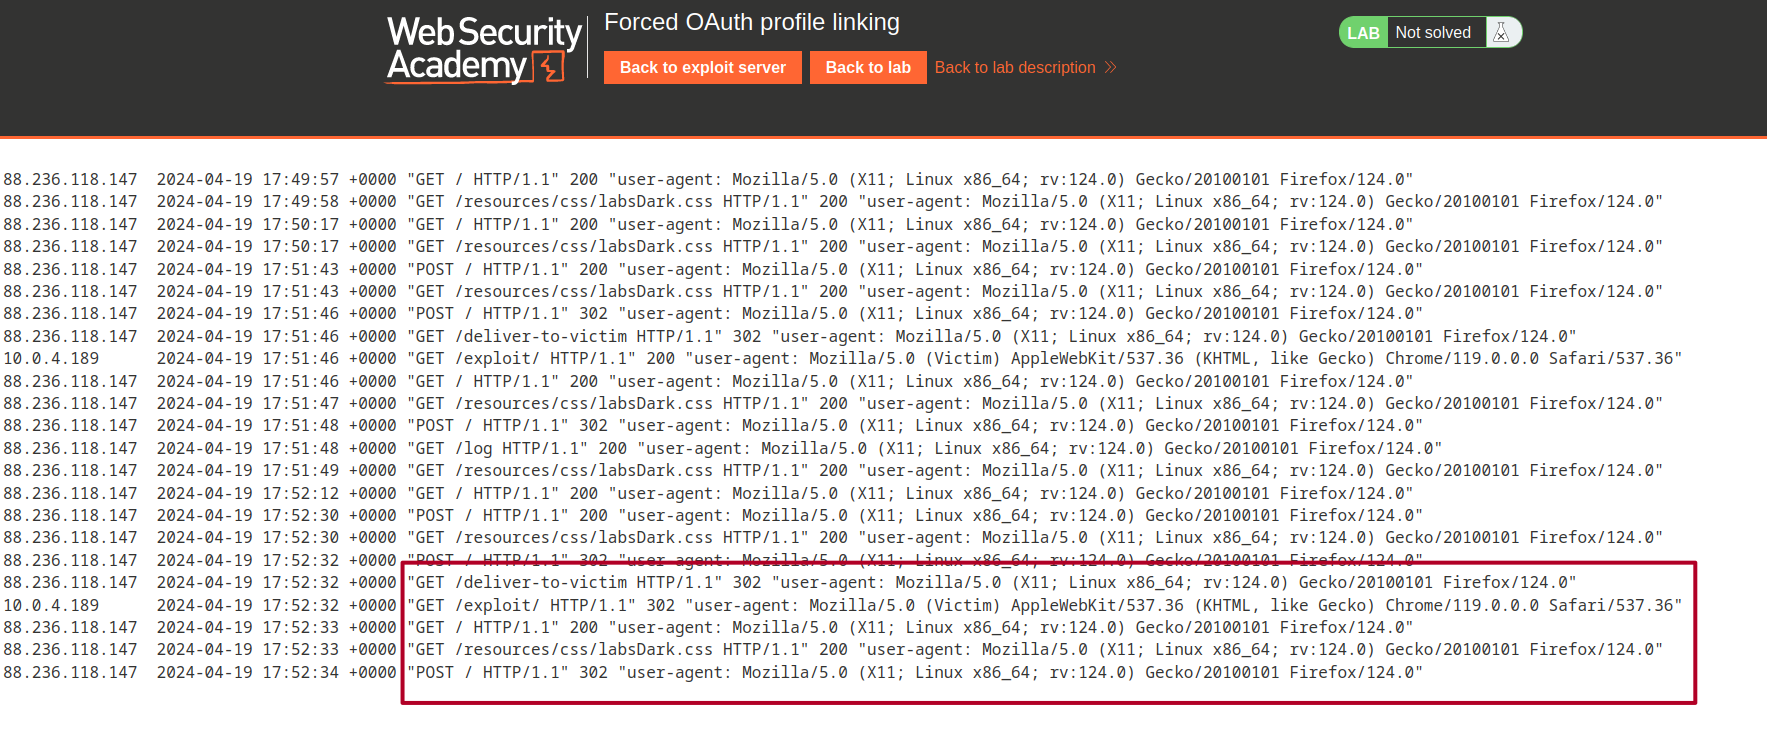 Web Security
Academy
Forced OAuth profile linking
Back to exploit server
Back to lab
Back to lab description
LAB
Not solved
88.236.118.147  2024-04-19 17:49:57 +0000 "GET / HTTP/1.1" 200 "user-agent: Mozilla/5.0 (X11; Linux x86_64; rv:124.0) Gecko/20100101 Firefox/124.0"
88.236.118.147  2024-04-19 17:49:58 +0000 "GET /resources/css/labsDark.css HTTP/1.1" 200 "user-agent: Mozilla/5.0 (X11; Linux x86_64; rv:124.0) Gecko/20100101 Firefox/124.0"
88.236.118.147  2024-04-19 17:50:17 +0000 "GET / HTTP/1.1" 200 "user-agent: Mozilla/5.0 (X11; Linux x86_64; rv:124.0) Gecko/20100101 Firefox/124.0"
88.236.118.147  2024-04-19 17:50:17 +0000 "GET /resources/css/labsDark.css HTTP/1.1" 200 "user-agent: Mozilla/5.0 (X11; Linux x86_64; rv:124.0) Gecko/20100101 Firefox/124.0"
88.236.118.147  2024-04-19 17:51:43 +0000 "POST / HTTP/1.1" 200 "user-agent: Mozilla/5.0 (X11; Linux x86_64; rv:124.0) Gecko/20100101 Firefox/124.0"
88.236.118.147  2024-04-19 17:51:43 +0000 "GET /resources/css/labsDark.css HTTP/1.1" 200 "user-agent: Mozilla/5.0 (X11; Linux x86_64; rv:124.0) Gecko/20100101 Firefox/124.0"
88.236.118.147  2024-04-19 17:51:46 +0000 "POST / HTTP/1.1" 302 "user-agent: Mozilla/5.0 (X11; Linux x86_64; rv:124.0) Gecko/20100101 Firefox/124.0"
88.236.118.147  2024-04-19 17:51:46 +0000 "GET /deliver-to-victim HTTP/1.1" 302 "user-agent: Mozilla/5.0 (X11; Linux x86_64; rv:124.0) Gecko/20100101 Firefox/124.0"
10.0.4.189      2024-04-19 17:51:46 +0000 "GET /exploit/ HTTP/1.1" 200 "user-agent: Mozilla/5.0 (Victim) AppleWebKit/537.36 (KHTML, like Gecko) Chrome/119.0.0.0 Safari/537.36"
88.236.118.147  2024-04-19 17:51:46 +0000 "GET / HTTP/1.1" 200 "user-agent: Mozilla/5.0 (X11; Linux x86_64; rv:124.0) Gecko/20100101 Firefox/124.0"
88.236.118.147  2024-04-19 17:51:47 +0000 "GET /resources/css/labsDark.css HTTP/1.1" 200 "user-agent: Mozilla/5.0 (X11; Linux x86_64; rv:124.0) Gecko/20100101 Firefox/124.0"
88.236.118.147  2024-04-19 17:51:48 +0000 "POST / HTTP/1.1" 302 "user-agent: Mozilla/5.0 (X11; Linux x86_64; rv:124.0) Gecko/20100101 Firefox/124.0"
88.236.118.147  2024-04-19 17:51:48 +0000 "GET /log HTTP/1.1" 200 "user-agent: Mozilla/5.0 (X11; Linux x86_64; rv:124.0) Gecko/20100101 Firefox/124.0"
88.236.118.147  2024-04-19 17:51:49 +0000 "GET /resources/css/labsDark.css HTTP/1.1" 200 "user-agent: Mozilla/5.0 (X11; Linux x86_64; rv:124.0) Gecko/20100101 Firefox/124.0"
88.236.118.147  2024-04-19 17:52:12 +0000 "GET / HTTP/1.1" 200 "user-agent: Mozilla/5.0 (X11; Linux x86_64; rv:124.0) Gecko/20100101 Firefox/124.0"
88.236.118.147  2024-04-19 17:52:30 +0000 "POST / HTTP/1.1" 200 "user-agent: Mozilla/5.0 (X11; Linux x86_64; rv:124.0) Gecko/20100101 Firefox/124.0"
88.236.118.147  2024-04-19 17:52:30 +0000 "GET /resources/css/labsDark.css HTTP/1.1" 200 "user-agent: Mozilla/5.0 (X11; Linux x86_64; rv:124.0) Gecko/20100101 Firefox/124.0"
88.236.118.147  2024-04-19 17:52:32 +0000 "POST / HTTP/1.1" 302 "user-agent: Mozilla/5.0 (X11; Linux x86_64; rv:124.0) Gecko/20100101 Firefox/124.0"
88.236.118.147  2024-04-19 17:52:32 +0000 "GET /deliver-to-victim HTTP/1.1" 302 "user-agent: Mozilla/5.0 (X11; Linux x86_64; rv:124.0) Gecko/20100101 Firefox/124.0"
10.0.4.189      2024-04-19 17:52:32 +0000 "GET /exploit/ HTTP/1.1" 302 "user-agent: Mozilla/5.0 (Victim) AppleWebKit/537.36 (KHTML, like Gecko) Chrome/119.0.0.0 Safari/537.36"
88.236.118.147  2024-04-19 17:52:33 +0000 "GET / HTTP/1.1" 200 "user-agent: Mozilla/5.0 (X11; Linux x86_64; rv:124.0) Gecko/20100101 Firefox/124.0"
88.236.118.147  2024-04-19 17:52:33 +0000 "GET /resources/css/labsDark.css HTTP/1.1" 200 "user-agent: Mozilla/5.0 (X11; Linux x86_64; rv:124.0) Gecko/20100101 Firefox/124.0"
88.236.118.147  2024-04-19 17:52:34 +0000 "POST / HTTP/1.1" 302 "user-agent: Mozilla/5.0 (X11; Linux x86_64; rv:124.0) Gecko/20100101 Firefox/124.0"